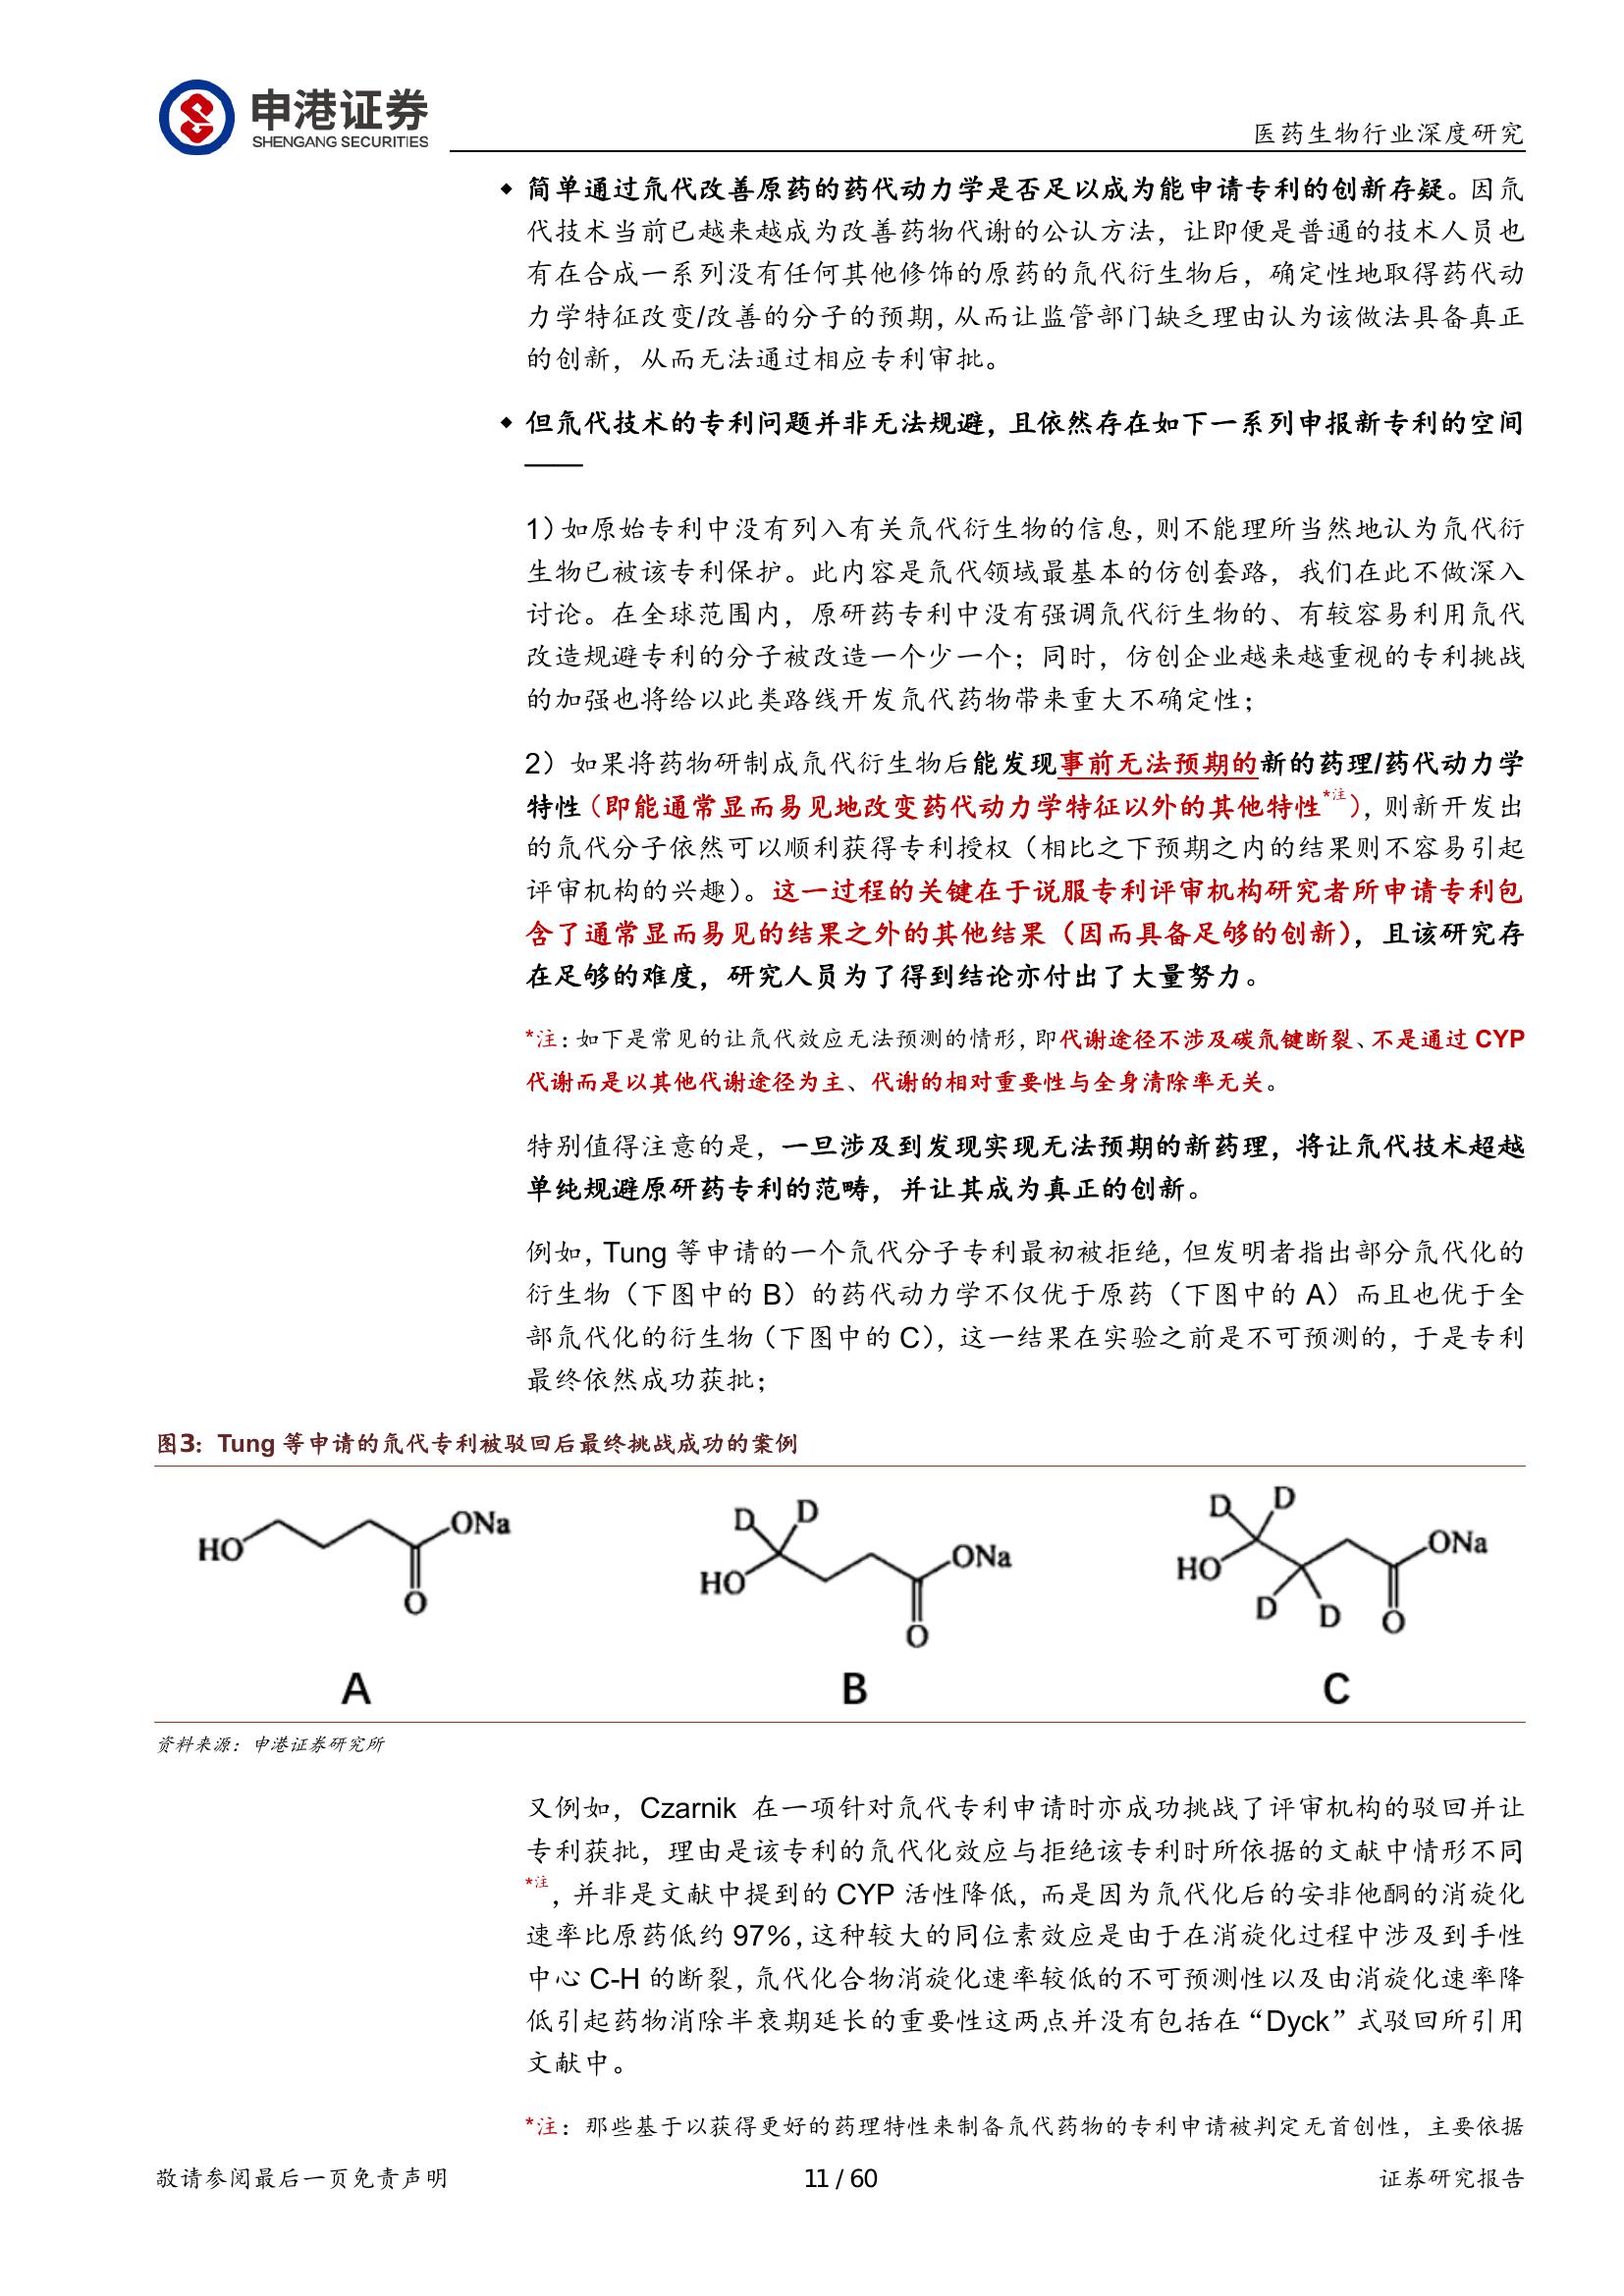 申港证券
SHENGANG SECURITIES
医药生物行业深度研究
◆ 简单通过氘代改善原药的药代动力学是否足以成为能申请专利的创新存疑。因氘
代技术当前已越来越成为改善药物代谢的公认方法，让即便是普通的技术人员也
有在合成一系列没有任何其他修饰的原药的氘代衍生物后，确定性地取得药代动
力学特征改变/改善的分子的预期，从而让监管部门缺乏理由认为该做法具备真正
的创新，从而无法通过相应专利审批。
◆ 但氘代技术的专利问题并非无法规避，且依然存在如下一系列申报新专利的空间
——
1）如原始专利中没有列入有关氘代衍生物的信息，则不能理所当然地认为氘代衍
生物已被该专利保护。此内容是氘代领域最基本的仿创套路，我们在此不做深入
讨论。在全球范围内，原研药专利中没有强调氘代衍生物的、有较容易利用氘代
改造规避专利的分子被改造一个少一个；同时，仿创企业越来越重视的专利挑战
的加强也将给以此类路线开发氘代药物带来重大不确定性；
2）如果将药物研制成氘代衍生物后能发现事前无法预期的新的药理/药代动力学
特性（即能通常显而易见地改变药代动力学特征以外的其他特性*注），则新开发出
的氘代分子依然可以顺利获得专利授权（相比之下预期之内的结果则不容易引起
评审机构的兴趣）。这一过程的关键在于说服专利评审机构研究者所申请专利包
含了通常显而易见的结果之外的其他结果（因而具备足够的创新），且该研究存
在足够的难度，研究人员为了得到结论亦付出了大量努力。
*注：如下是常见的让氘代效应无法预测的情形，即代谢途径不涉及碳氘键断裂、不是通过 CYP
代谢而是以其他代谢途径为主、代谢的相对重要性与全身清除率无关。
特别值得注意的是，一旦涉及到发现实现无法预期的新药理，将让氘代技术超越
单纯规避原研药专利的范畴，并让其成为真正的创新。
例如，Tung 等申请的一个氘代分子专利最初被拒绝，但发明者指出部分氘代化的
衍生物（下图中的 B）的药代动力学不仅优于原药（下图中的 A）而且也优于全
部氘代化的衍生物（下图中的 C），这一结果在实验之前是不可预测的，于是专利
最终依然成功获批；
图3：Tung 等申请的氘代专利被驳回后最终挑战成功的案例
HO ONa O
D D HO ONa O
D D HO D D ONa O
A B C
资料来源：申港证券研究所
又例如，Czarnik 在一项针对氘代专利申请时亦成功挑战了评审机构的驳回并让
专利获批，理由是该专利的氘代化效应与拒绝该专利时所依据的文献中情形不同
*注，并非是文献中提到的 CYP 活性降低，而是因为氘代化后的安非他酮的消旋化
速率比原药低约 97%，这种较大的同位素效应是由于在消旋化过程中涉及到手性
中心 C-H 的断裂，氘代化合物消旋化速率较低的不可预测性以及由消旋化速率降
低引起药物消除半衰期延长的重要性这两点并没有包括在“Dyck”式驳回所引用
文献中。
*注：那些基于以获得更好的药理特性来制备氘代药物的专利申请被判定无首创性，主要依据
敬请参阅最后一页免责声明
11 / 60
证券研究报告